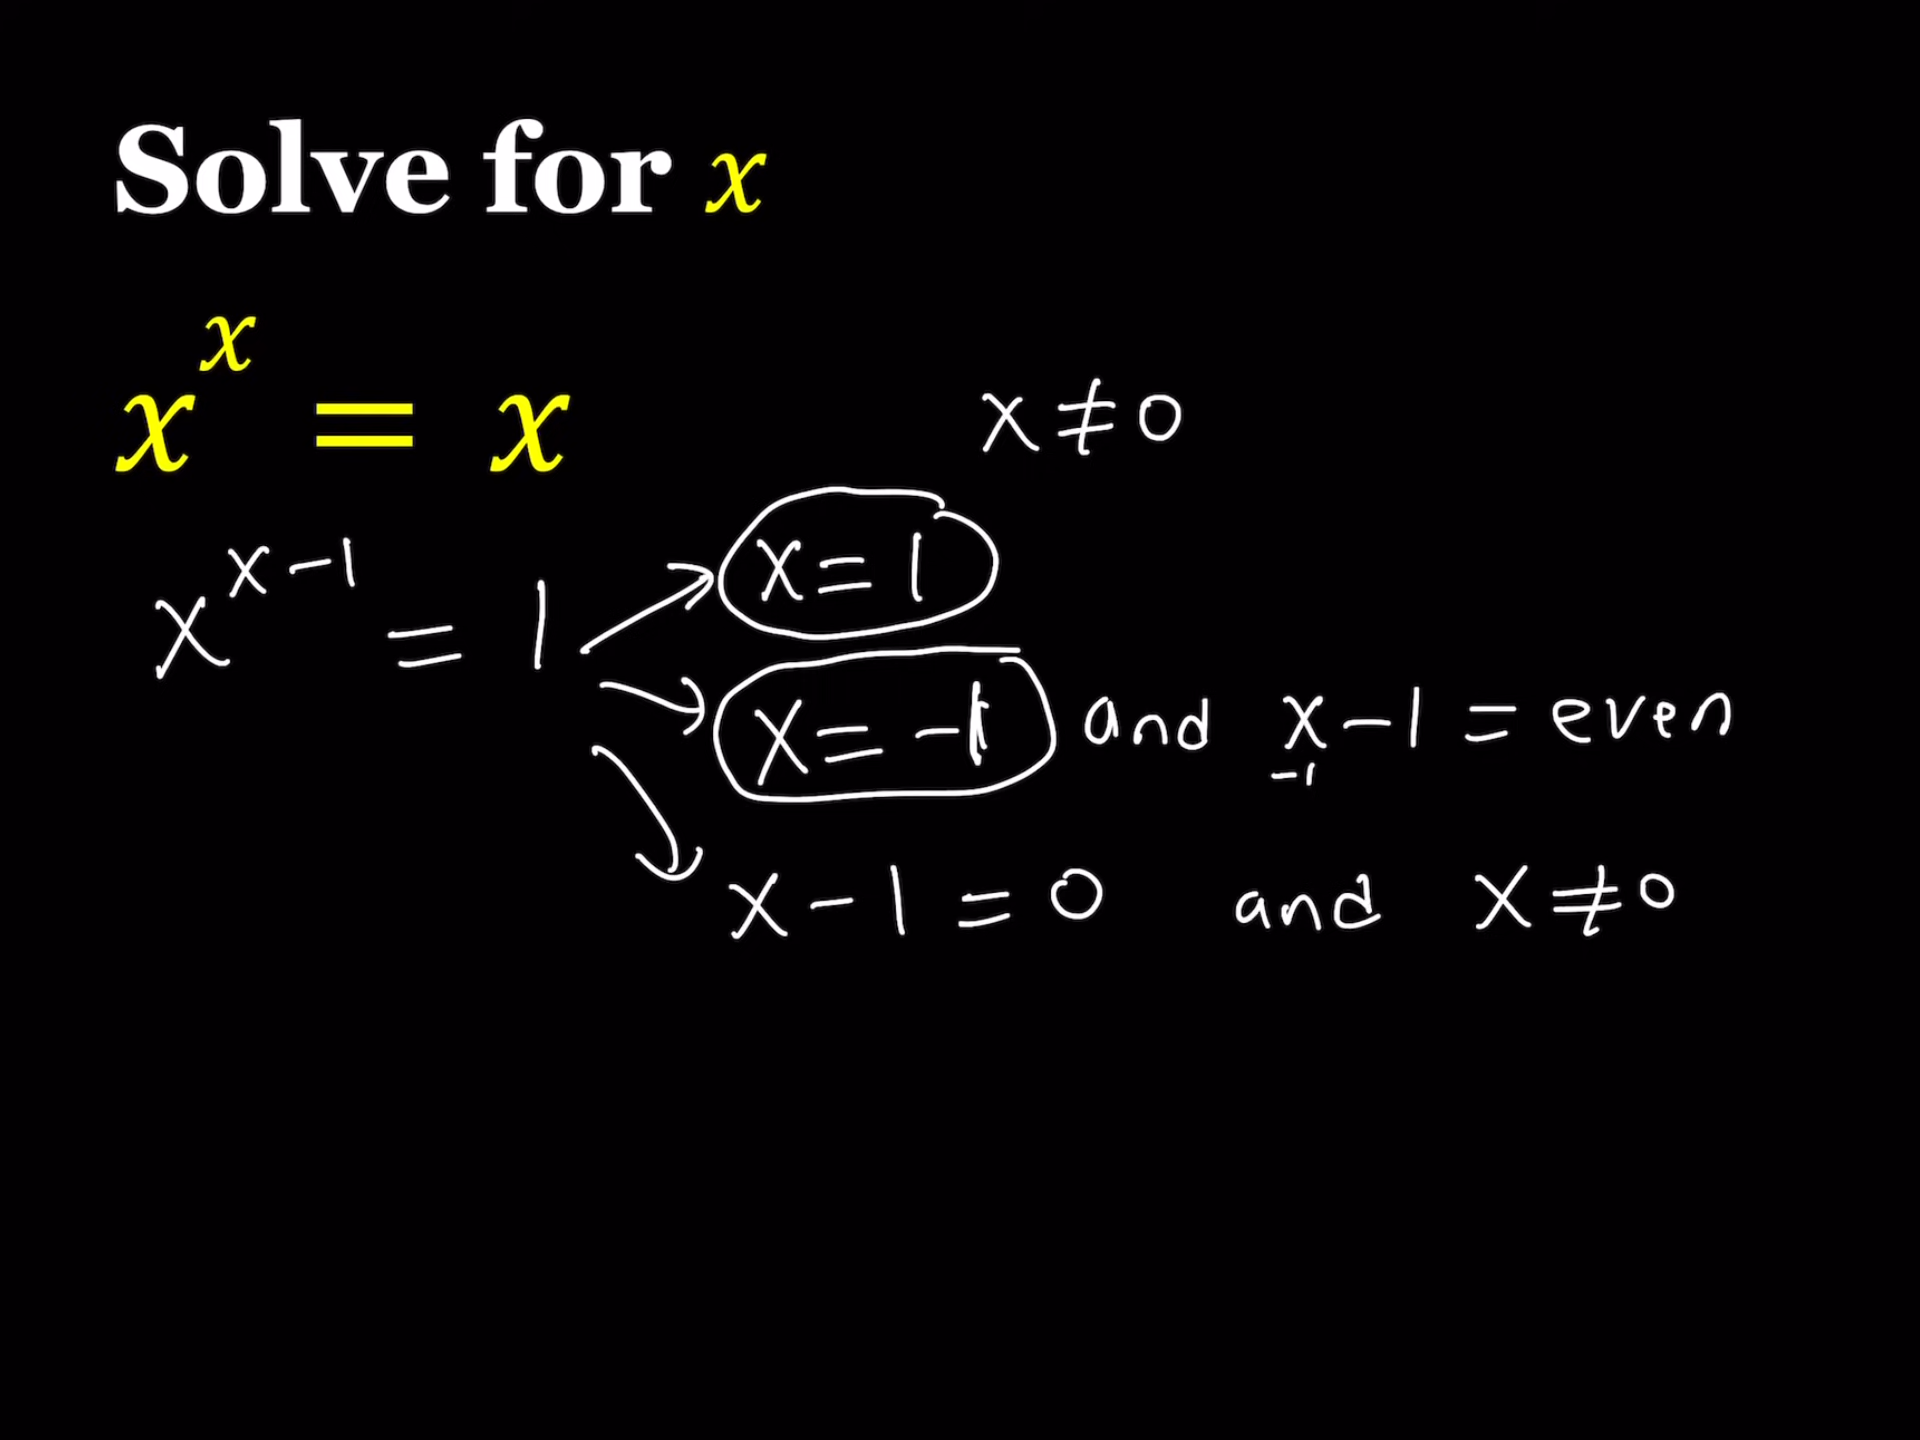 Solve for x
x^x = x
x ≠ 0
x^(x-1) = 1
x = 1
x = -1 and x - 1 = even
-1
x - 1 = 0 and x ≠ 0